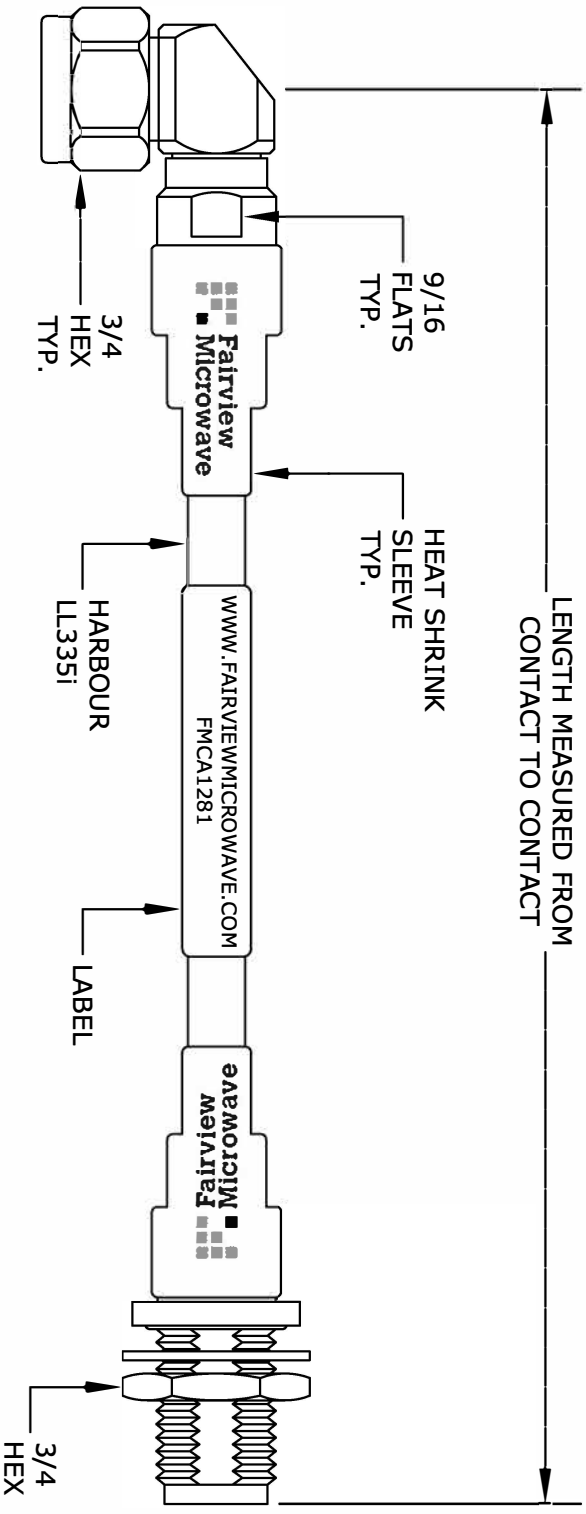 LENGTH MEASURED FROM
CONTACT TO CONTACT
9/16
FLATS
TYP.
HEAT SHRINK
SLEEVE
TYP.
Fairview
Microwave
WWW.FAIRVIEWMICROWAVE.COM
FMCA1281
Fairview
Microwave
3/4
HEX
TYP.
HARBOUR
LL335i
LABEL
3/4
HEX